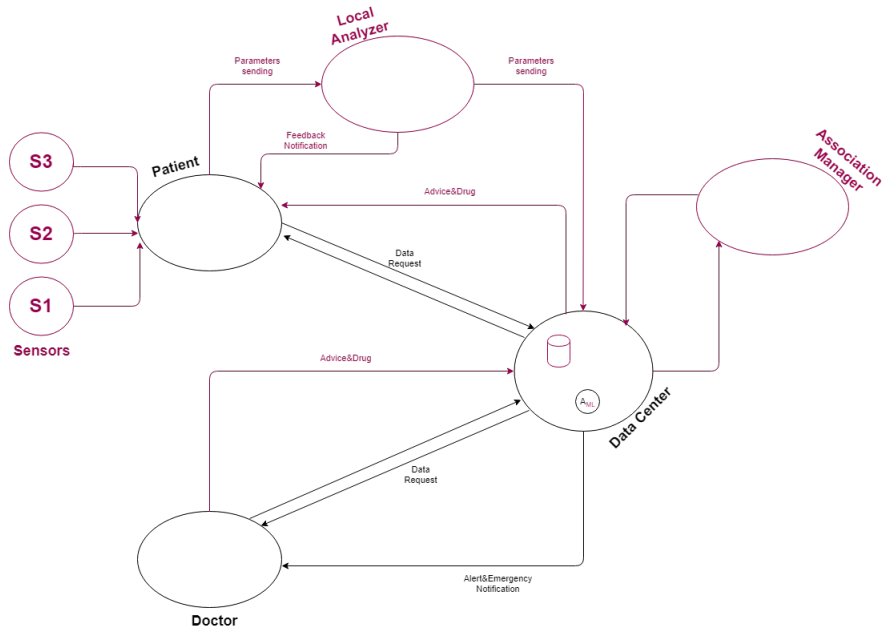 Local
Analyzer
Parameters
sending
Parameters
sending
Feedback
Notification
Association
Manager
S3
Patient
Advice&Drug
S2
Data
Request
S1
Sensors
Advice&Drug
AML
Data Center
Data
Request
Alert&Emergency
Notification
Doctor